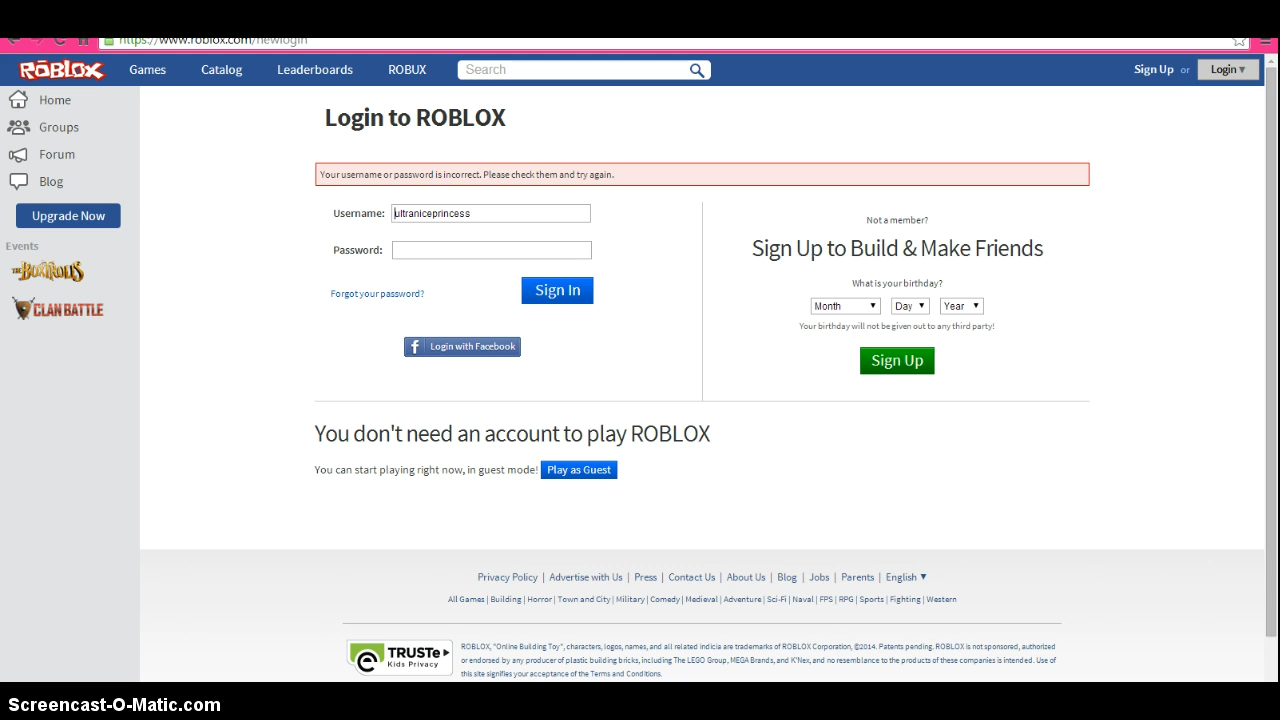 https://www.roblox.com/newlogin
ROBLOX Games Catalog Leaderboards ROBUX Search Sign Up or Login ▾
Home
Groups
Forum
Blog
Upgrade Now
Events
THE BOXTROLLS
CLAN BATTLE
Login to ROBLOX
Your username or password is incorrect. Please check them and try again.
Username: ultraniceprincess
Password:
Forgot your password? Sign In
f Login with Facebook
Not a member?
Sign Up to Build & Make Friends
What is your birthday?
Month ▼ Day ▼ Year ▼
Your birthday will not be given out to any third party!
Sign Up
You don't need an account to play ROBLOX
You can start playing right now, in guest mode! Play as Guest
Privacy Policy | Advertise with Us | Press | Contact Us | About Us | Blog | Jobs | Parents | English ▼
All Games | Building | Horror | Town and City | Military | Comedy | Medieval | Adventure | Sci-Fi | Naval | FPS | RPG | Sports | Fighting | Western
TRUSTe
Kids Privacy
ROBLOX, "Online Building Toy", characters, logos, names, and all related indicia are trademarks of ROBLOX Corporation, ©2014. Patents pending. ROBLOX is not sponsored, authorized
or endorsed by any producer of plastic building bricks, including The LEGO Group, MEGA Brands, and K'Nex, and no resemblance to the products of these companies is intended. Use of
this site signifies your acceptance of the Terms and Conditions.
Screencast-O-Matic.com